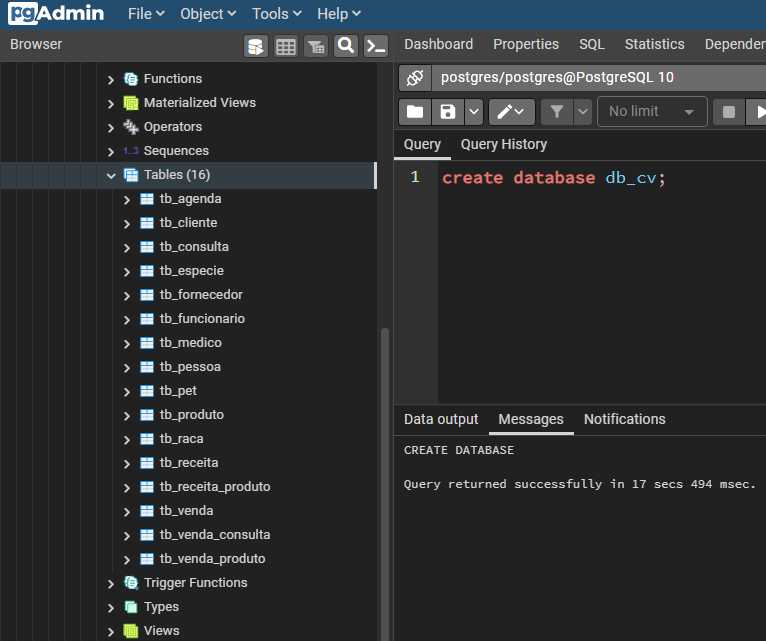 pgAdmin File Object Tools Help
Browser
Dashboard Properties SQL Statistics Dependen
postgres/postgres@PostgreSQL 10
No limit
Query Query History
1 create database db_cv;
Functions
Materialized Views
Operators
1..3 Sequences
Tables (16)
tb_agenda
tb_cliente
tb_consulta
tb_especie
tb_fornecedor
tb_funcionario
tb_medico
tb_pessoa
tb_pet
tb_produto
tb_raca
tb_receita
tb_receita_produto
tb_venda
tb_venda_consulta
tb_venda_produto
Trigger Functions
Types
Views
Data output Messages Notifications
CREATE DATABASE
Query returned successfully in 17 secs 494 msec.